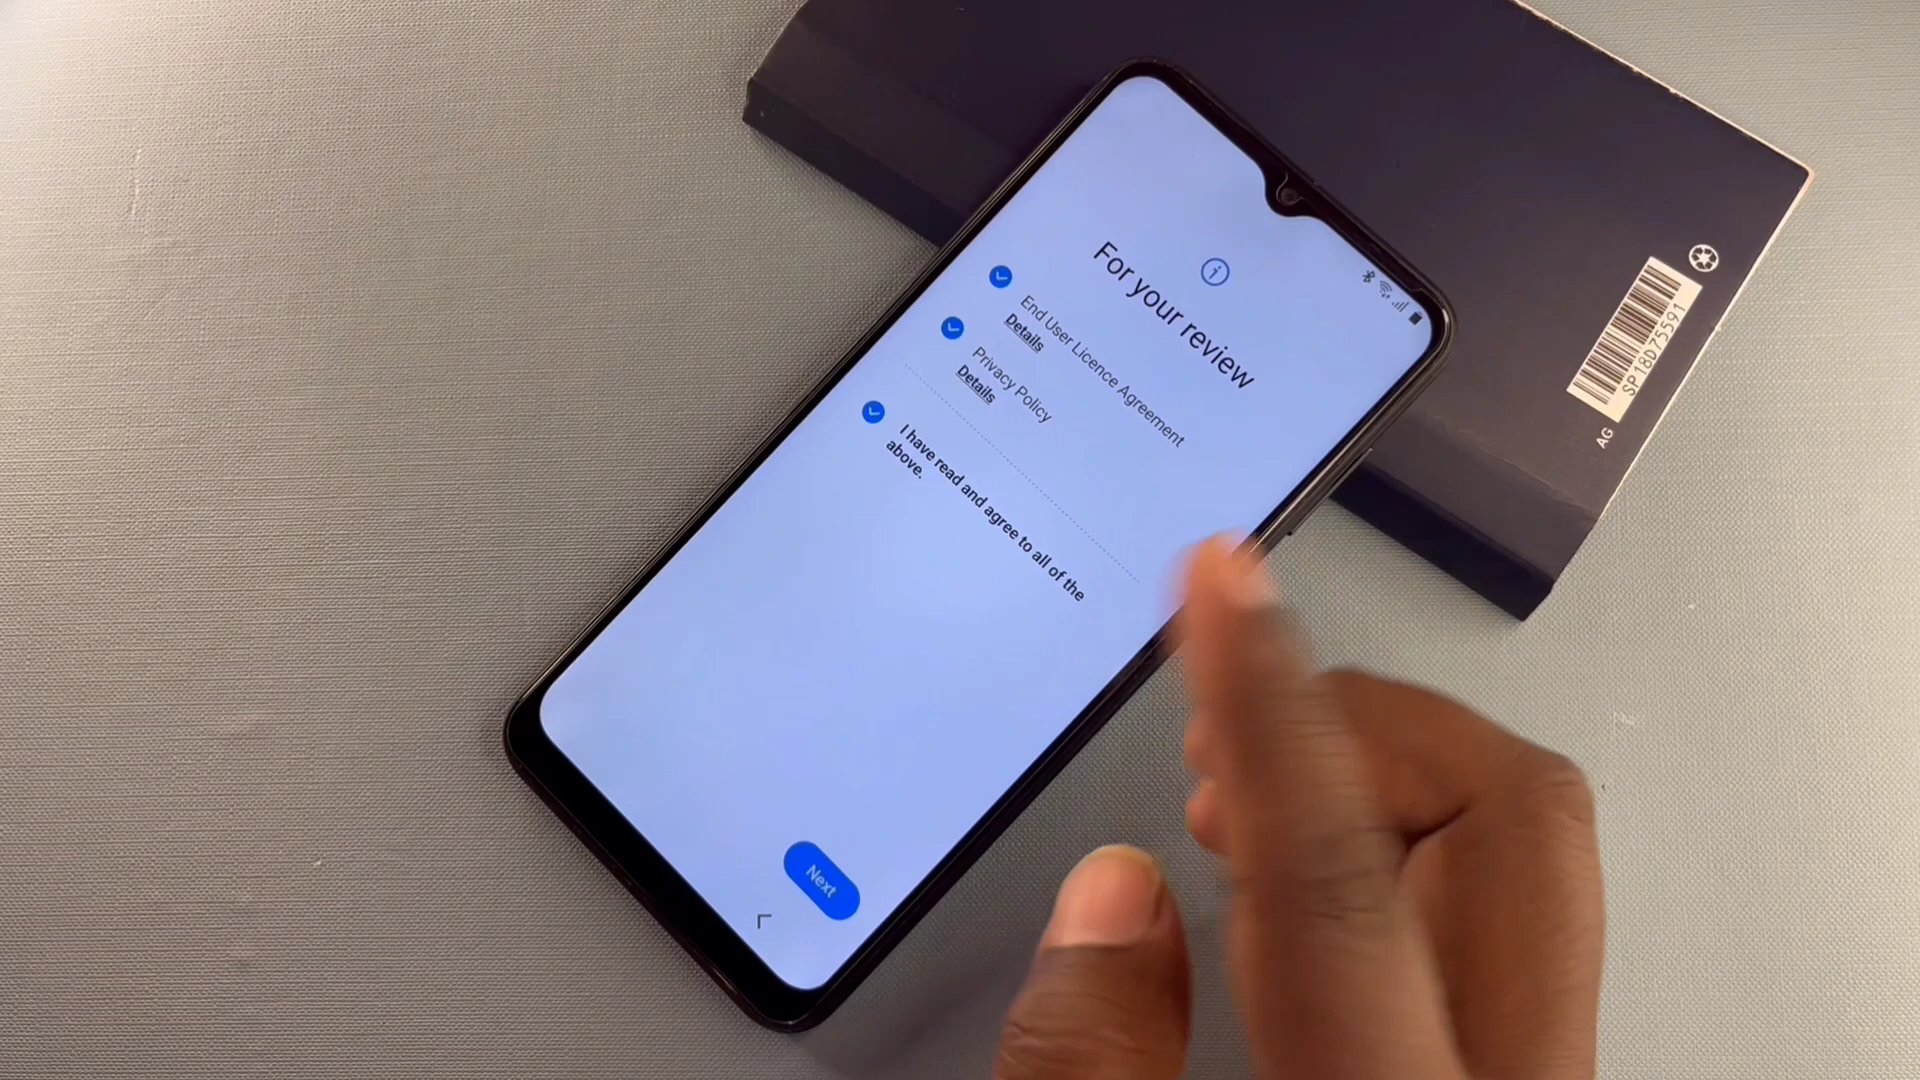 For your review
End User Licence Agreement
Details
Privacy Policy
Details
I have read and agree to all of the
above.
Next
SP18D75591
AG